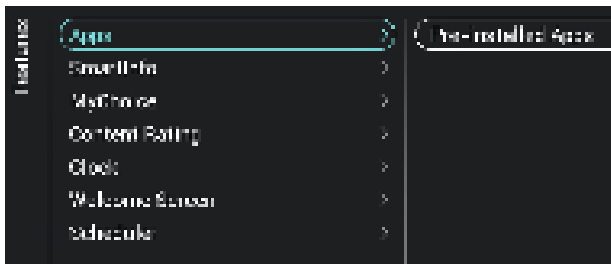 Features
Apps
SmartInfo
MyChoice
Content Rating
Clock
Welcome Screen
Scheduler
Pre-Installed Apps